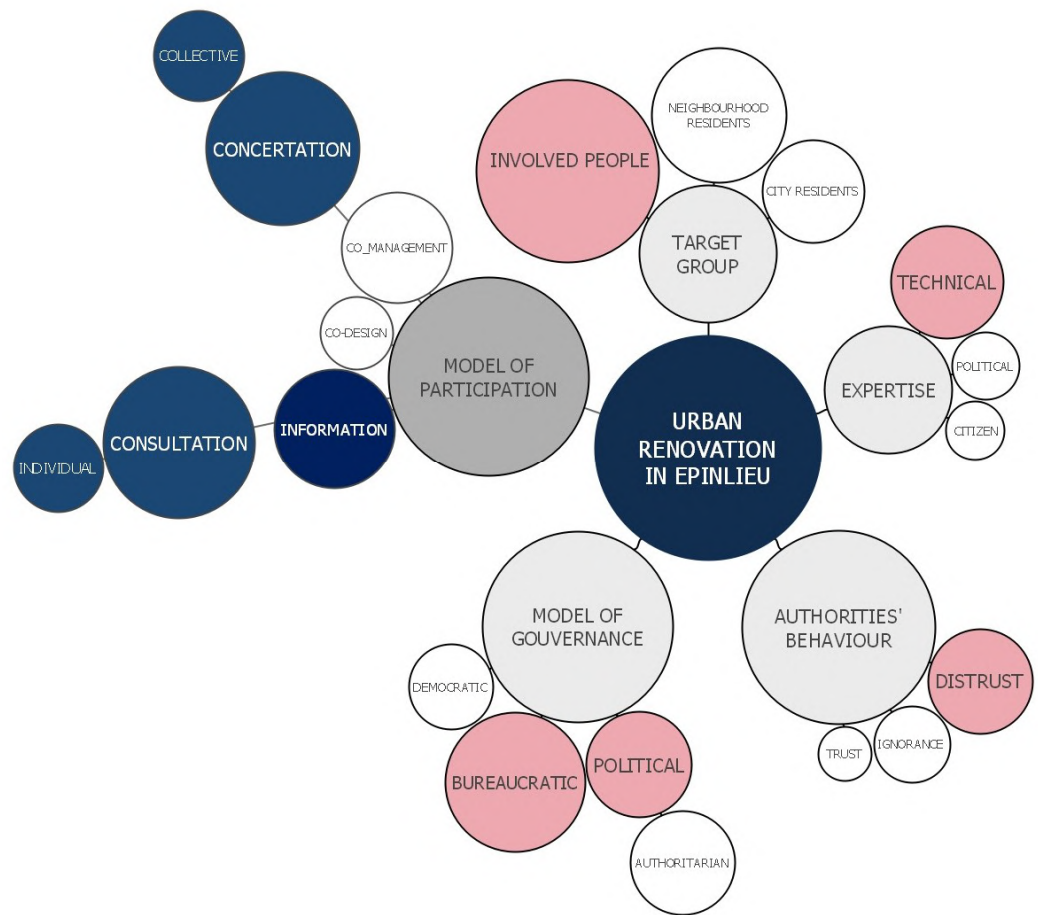 COLLECTIVE
CONCERTATION
NEIGHBOURHOOD
RESIDENTS
INVOLVED PEOPLE
CITY RESIDENTS
TARGET
GROUP
CO_MANAGEMENT
TECHNICAL
CO-DESIGN
MODEL OF
PARTICIPATION
POLITICAL
EXPERTISE
CITIZEN
INFORMATION
CONSULTATION
INDIVIDUAL
URBAN
RENOVATION
IN EPINLIEU
MODEL OF
GOUVERNANCE
AUTHORITIES'
BEHAVIOUR
DEMOCRATIC
DISTRUST
BUREAUCRATIC
POLITICAL
TRUST
IGNORANCE
AUTHORITARIAN